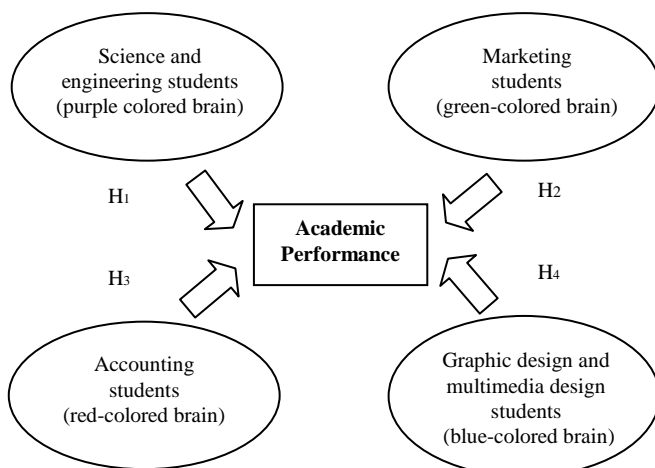 Science and
engineering students
(purple colored brain)
Marketing
students
(green-colored brain)
H1
H2
Academic
Performance
H3
H4
Accounting
students
(red-colored brain)
Graphic design and
multimedia design
students
(blue-colored brain)